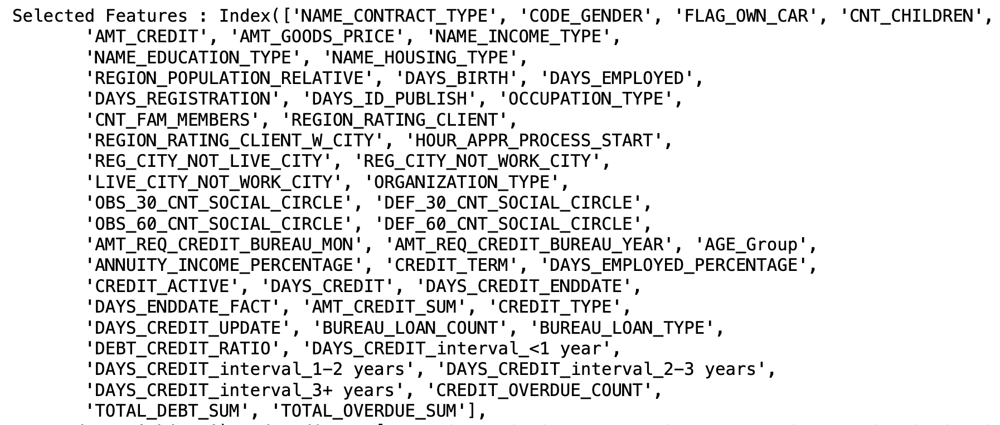 Selected Features : Index(['NAME_CONTRACT_TYPE', 'CODE_GENDER', 'FLAG_OWN_CAR', 'CNT_CHILDREN',
'AMT_CREDIT', 'AMT_GOODS_PRICE', 'NAME_INCOME_TYPE',
'NAME_EDUCATION_TYPE', 'NAME_HOUSING_TYPE',
'REGION_POPULATION_RELATIVE', 'DAYS_BIRTH', 'DAYS_EMPLOYED',
'DAYS_REGISTRATION', 'DAYS_ID_PUBLISH', 'OCCUPATION_TYPE',
'CNT_FAM_MEMBERS', 'REGION_RATING_CLIENT',
'REGION_RATING_CLIENT_W_CITY', 'HOUR_APPR_PROCESS_START',
'REG_CITY_NOT_LIVE_CITY', 'REG_CITY_NOT_WORK_CITY',
'LIVE_CITY_NOT_WORK_CITY', 'ORGANIZATION_TYPE',
'OBS_30_CNT_SOCIAL_CIRCLE', 'DEF_30_CNT_SOCIAL_CIRCLE',
'OBS_60_CNT_SOCIAL_CIRCLE', 'DEF_60_CNT_SOCIAL_CIRCLE',
'AMT_REQ_CREDIT_BUREAU_MON', 'AMT_REQ_CREDIT_BUREAU_YEAR', 'AGE_Group',
'ANNUITY_INCOME_PERCENTAGE', 'CREDIT_TERM', 'DAYS_EMPLOYED_PERCENTAGE',
'CREDIT_ACTIVE', 'DAYS_CREDIT', 'DAYS_CREDIT_ENDDATE',
'DAYS_ENDDATE_FACT', 'AMT_CREDIT_SUM', 'CREDIT_TYPE',
'DAYS_CREDIT_UPDATE', 'BUREAU_LOAN_COUNT', 'BUREAU_LOAN_TYPE',
'DEBT_CREDIT_RATIO', 'DAYS_CREDIT_interval_<1 year',
'DAYS_CREDIT_interval_1-2 years', 'DAYS_CREDIT_interval_2-3 years',
'DAYS_CREDIT_interval_3+ years', 'CREDIT_OVERDUE_COUNT',
'TOTAL_DEBT_SUM', 'TOTAL_OVERDUE_SUM'],